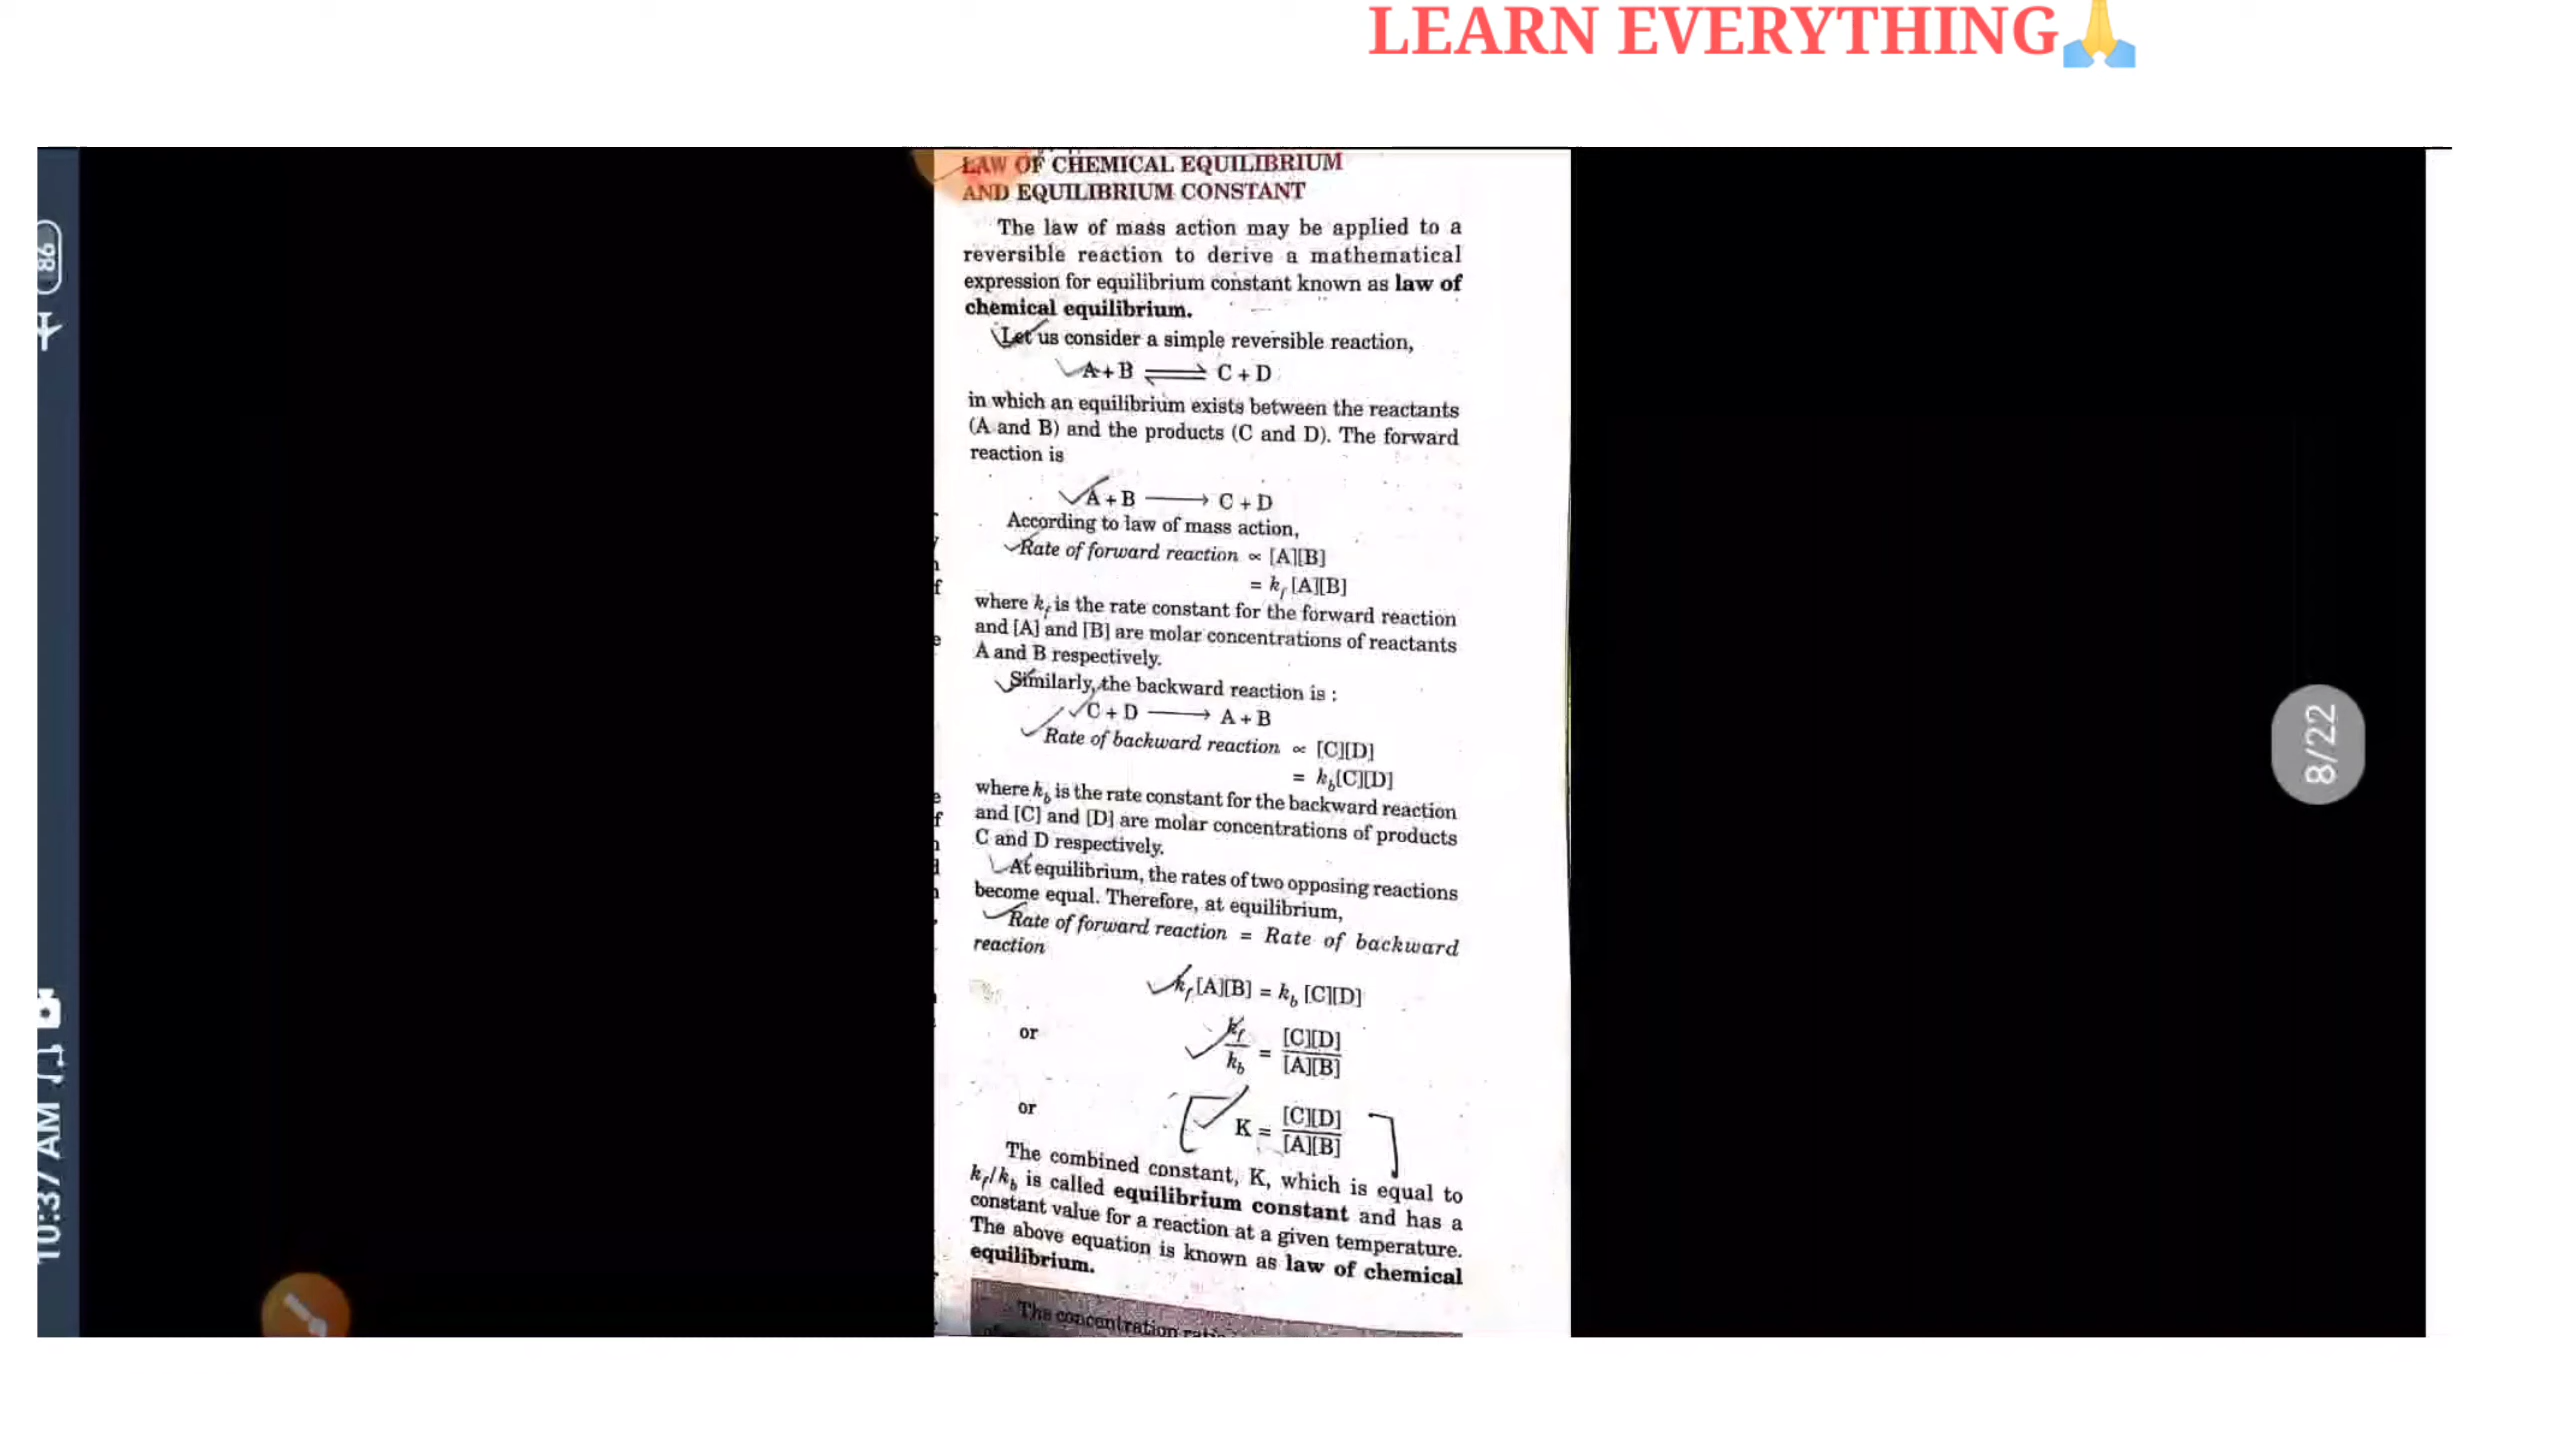 LEARN EVERYTHING🙏
98
10:37 AM
8/22
LAW OF CHEMICAL EQUILIBRIUM
AND EQUILIBRIUM CONSTANT
The law of mass action may be applied to a
reversible reaction to derive a mathematical
expression for equilibrium constant known as law of
chemical equilibrium.
Let us consider a simple reversible reaction,
A + B ⇌ C + D
in which an equilibrium exists between the reactants
(A and B) and the products (C and D). The forward
reaction is
A + B ⟶ C + D
According to law of mass action,
Rate of forward reaction ∝ [A][B]
= k_f [A][B]
where k_f is the rate constant for the forward reaction
and [A] and [B] are molar concentrations of reactants
A and B respectively.
Similarly, the backward reaction is :
C + D ⟶ A + B
Rate of backward reaction ∝ [C][D]
= k_b[C][D]
where k_b is the rate constant for the backward reaction
and [C] and [D] are molar concentrations of products
C and D respectively.
At equilibrium, the rates of two opposing reactions
become equal. Therefore, at equilibrium,
Rate of forward reaction = Rate of backward
reaction
k_f [A][B] = k_b [C][D]
or k_f / k_b = [C][D] / [A][B]
or K = [C][D] / [A][B]
The combined constant, K, which is equal to
k_f/k_b is called equilibrium constant and has a
constant value for a reaction at a given temperature.
The above equation is known as law of chemical
equilibrium.
The concentration